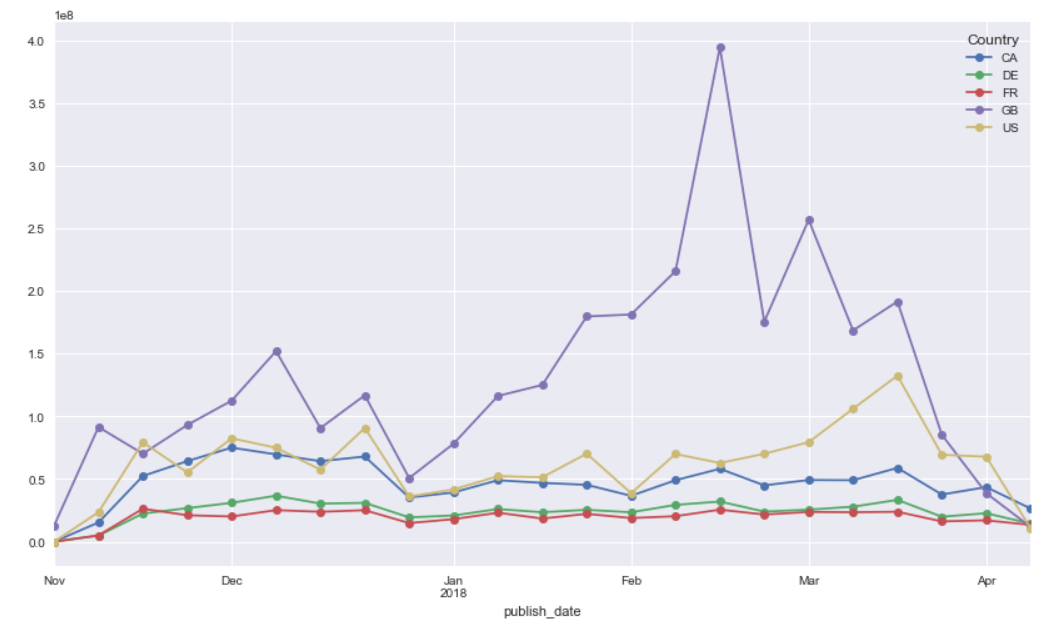 1e8
4.0
3.5
3.0
2.5
2.0
1.5
1.0
0.5
0.0
Country
CA
DE
FR
GB
US
Nov
Dec
Jan
2018
Feb
Mar
Apr
publish_date